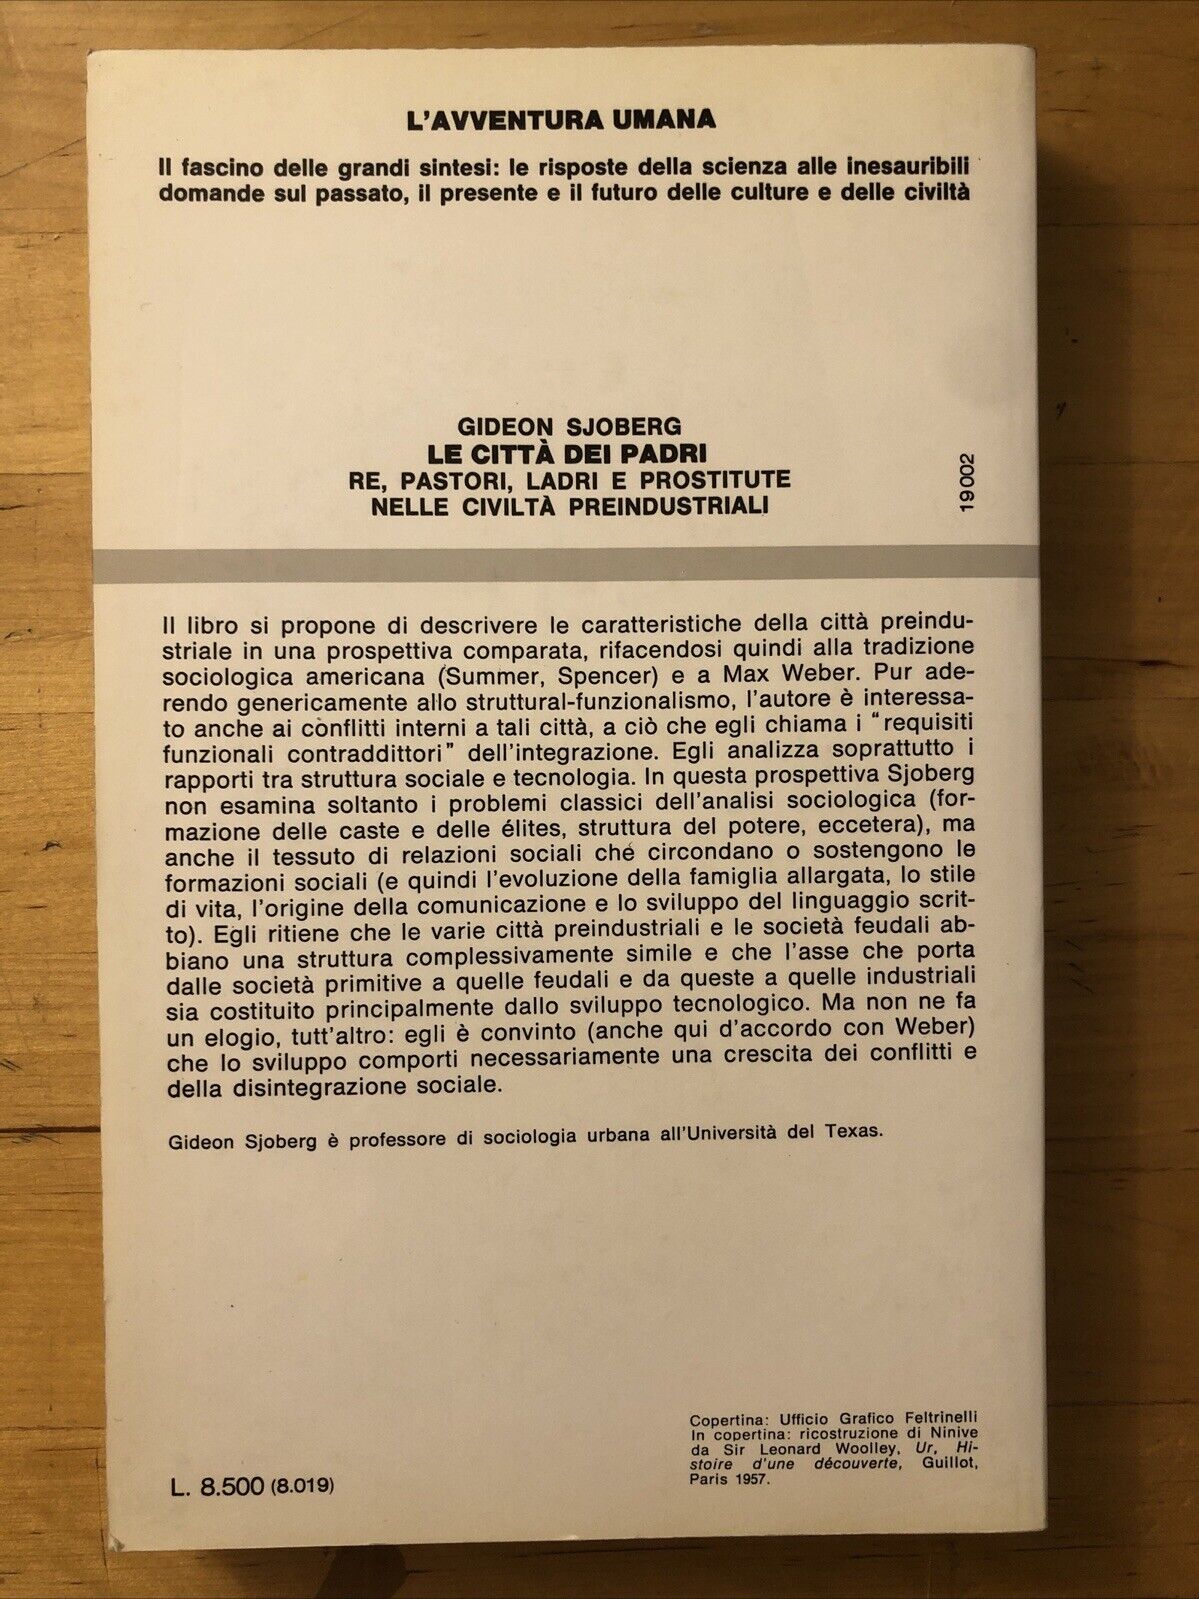 L'AVVENTURA UMANA
Il fascino delle grandi sintesi: le risposte della scienza alle inesauribili
domande sul passato, il presente e il futuro delle culture e delle civiltà
GIDEON SJOBERG
LE CITTÀ DEI PADRI
RE, PASTORI, LADRI E PROSTITUTE
NELLE CIVILTÀ PREINDUSTRIALI
19002
Il libro si propone di descrivere le caratteristiche della città preindu-
striale in una prospettiva comparata, rifacendosi quindi alla tradizione
sociologica americana (Summer, Spencer) e a Max Weber. Pur ade-
rendo genericamente allo struttural-funzionalismo, l'autore è interessa-
to anche ai conflitti interni a tali città, a ciò che egli chiama i "requisiti
funzionali contraddittori" dell'integrazione. Egli analizza soprattutto i
rapporti tra struttura sociale e tecnologia. In questa prospettiva Sjoberg
non esamina soltanto i problemi classici dell'analisi sociologica (for-
mazione delle caste e delle élites, struttura del potere, eccetera), ma
anche il tessuto di relazioni sociali che circondano o sostengono le
formazioni sociali (e quindi l'evoluzione della famiglia allargata, lo stile
di vita, l'origine della comunicazione e lo sviluppo del linguaggio scrit-
to). Egli ritiene che le varie città preindustriali e le società feudali ab-
biano una struttura complessivamente simile e che l'asse che porta
dalle società primitive a quelle feudali e da queste a quelle industriali
sia costituito principalmente dallo sviluppo tecnologico. Ma non ne fa
un elogio, tutt'altro: egli è convinto (anche qui d'accordo con Weber)
che lo sviluppo comporti necessariamente una crescita dei conflitti e
della disintegrazione sociale.
Gideon Sjoberg è professore di sociologia urbana all'Università del Texas.
Copertina: Ufficio Grafico Feltrinelli
In copertina: ricostruzione di Ninive
da Sir Leonard Woolley, Ur, Hi-
stoire d'une découverte, Guillot,
Paris 1957.
L. 8.500 (8.019)